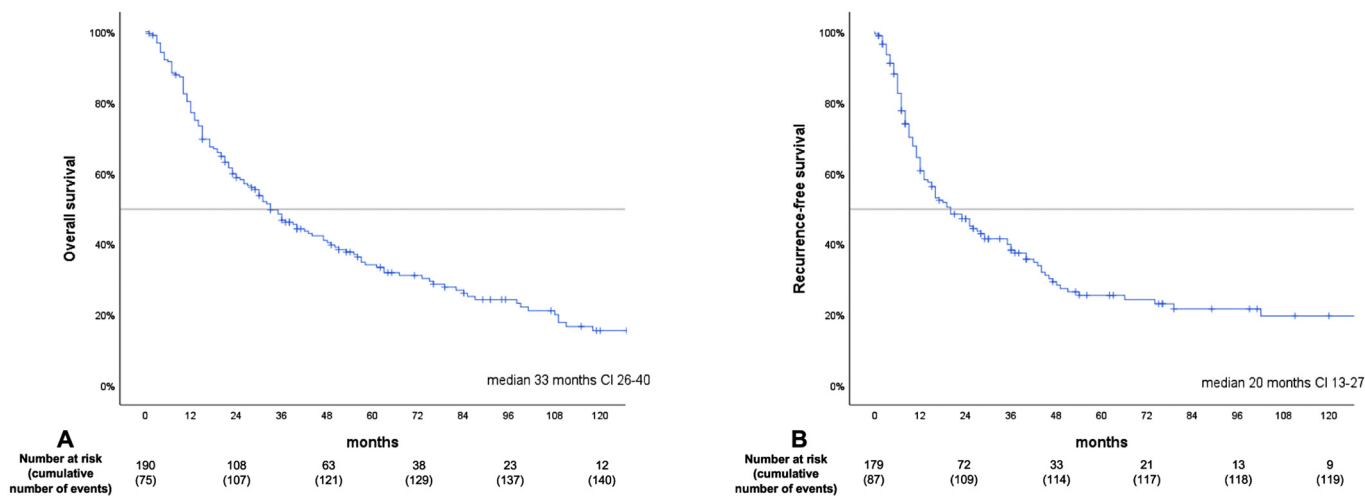 100%
80%
60%
40%
20%
0%
Overall survival
median 33 months CI 26-40
0 12 24 36 48 60 72 84 96 108 120
months
A
Number at risk
(cumulative
number of events)
190 108 63 38 23 12
(75) (107) (121) (129) (137) (140)
100%
80%
60%
40%
20%
0%
Recurrence-free survival
median 20 months CI 13-27
0 12 24 36 48 60 72 84 96 108 120
months
B
Number at risk
(cumulative
number of events)
179 72 33 21 13 9
(87) (109) (114) (117) (118) (119)